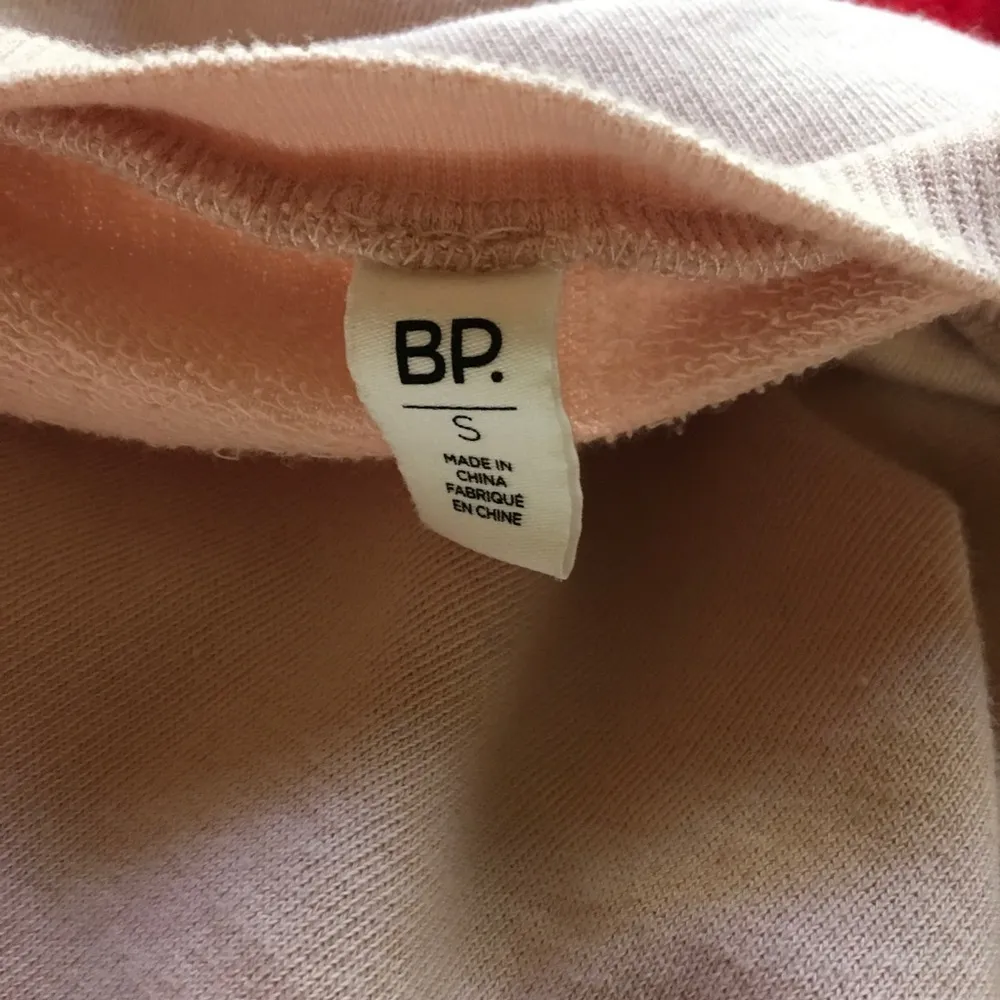 BP.
S
MADE IN
CHINA
FABRIQUÉ
EN CHINE